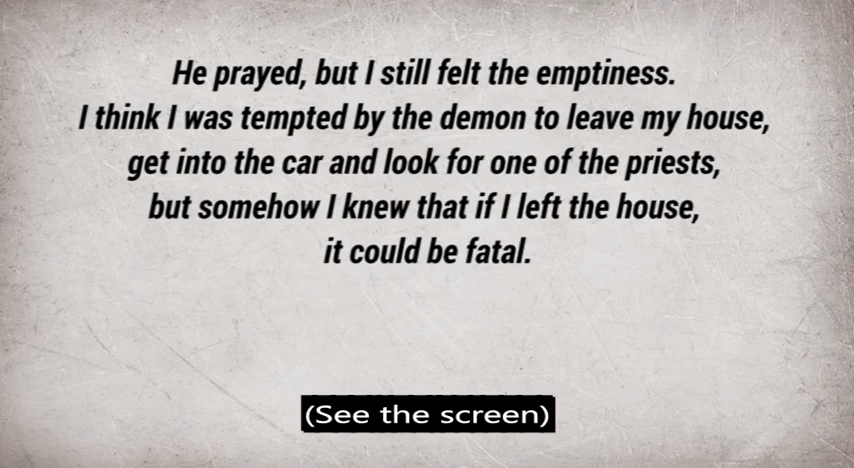 He prayed, but I still felt the emptiness.
I think I was tempted by the demon to leave my house,
get into the car and look for one of the priests,
but somehow I knew that if I left the house,
it could be fatal.
(See the screen)